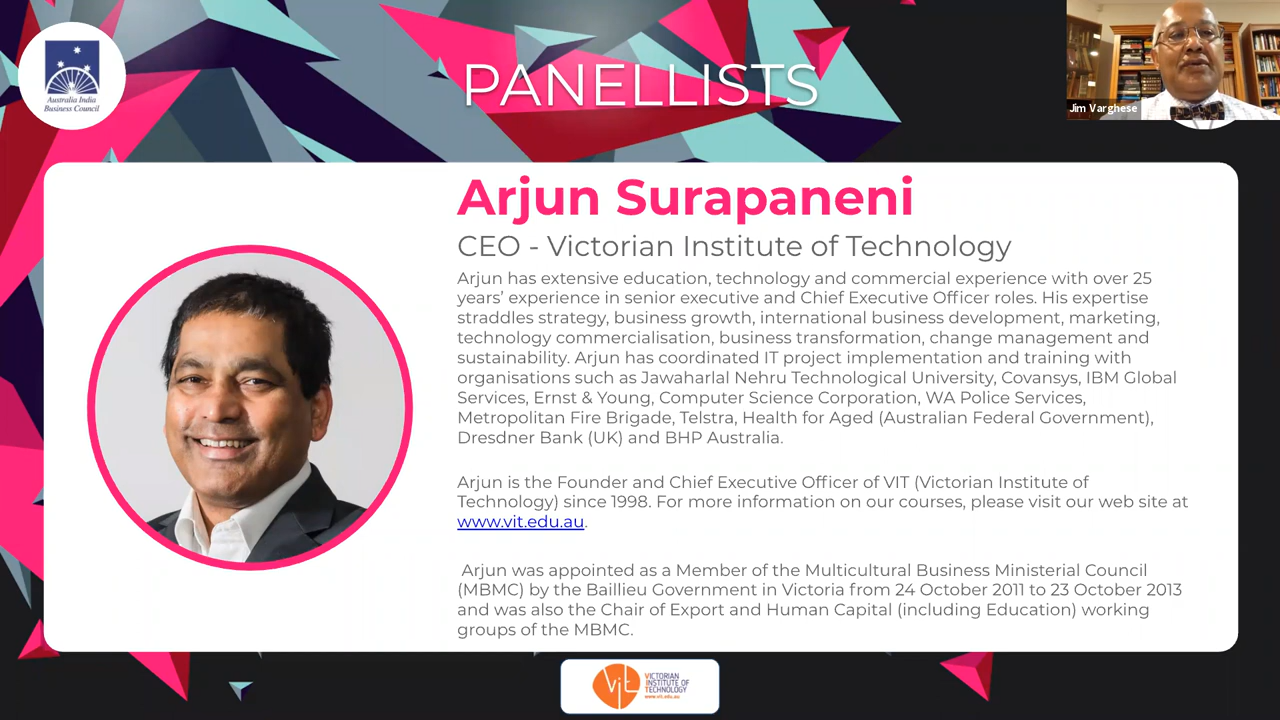 Australia India
Business Council
PANELLISTS
Jim Varghese
Arjun Surapaneni
CEO - Victorian Institute of Technology
Arjun has extensive education, technology and commercial experience with over 25
years’ experience in senior executive and Chief Executive Officer roles. His expertise
straddles strategy, business growth, international business development, marketing,
technology commercialisation, business transformation, change management and
sustainability. Arjun has coordinated IT project implementation and training with
organisations such as Jawaharlal Nehru Technological University, Covansys, IBM Global
Services, Ernst & Young, Computer Science Corporation, WA Police Services,
Metropolitan Fire Brigade, Telstra, Health for Aged (Australian Federal Government),
Dresdner Bank (UK) and BHP Australia.
Arjun is the Founder and Chief Executive Officer of VIT (Victorian Institute of
Technology) since 1998. For more information on our courses, please visit our web site at
www.vit.edu.au.
Arjun was appointed as a Member of the Multicultural Business Ministerial Council
(MBMC) by the Baillieu Government in Victoria from 24 October 2011 to 23 October 2013
and was also the Chair of Export and Human Capital (including Education) working
groups of the MBMC.
vit
VICTORIAN
INSTITUTE OF
TECHNOLOGY
www.vit.edu.au